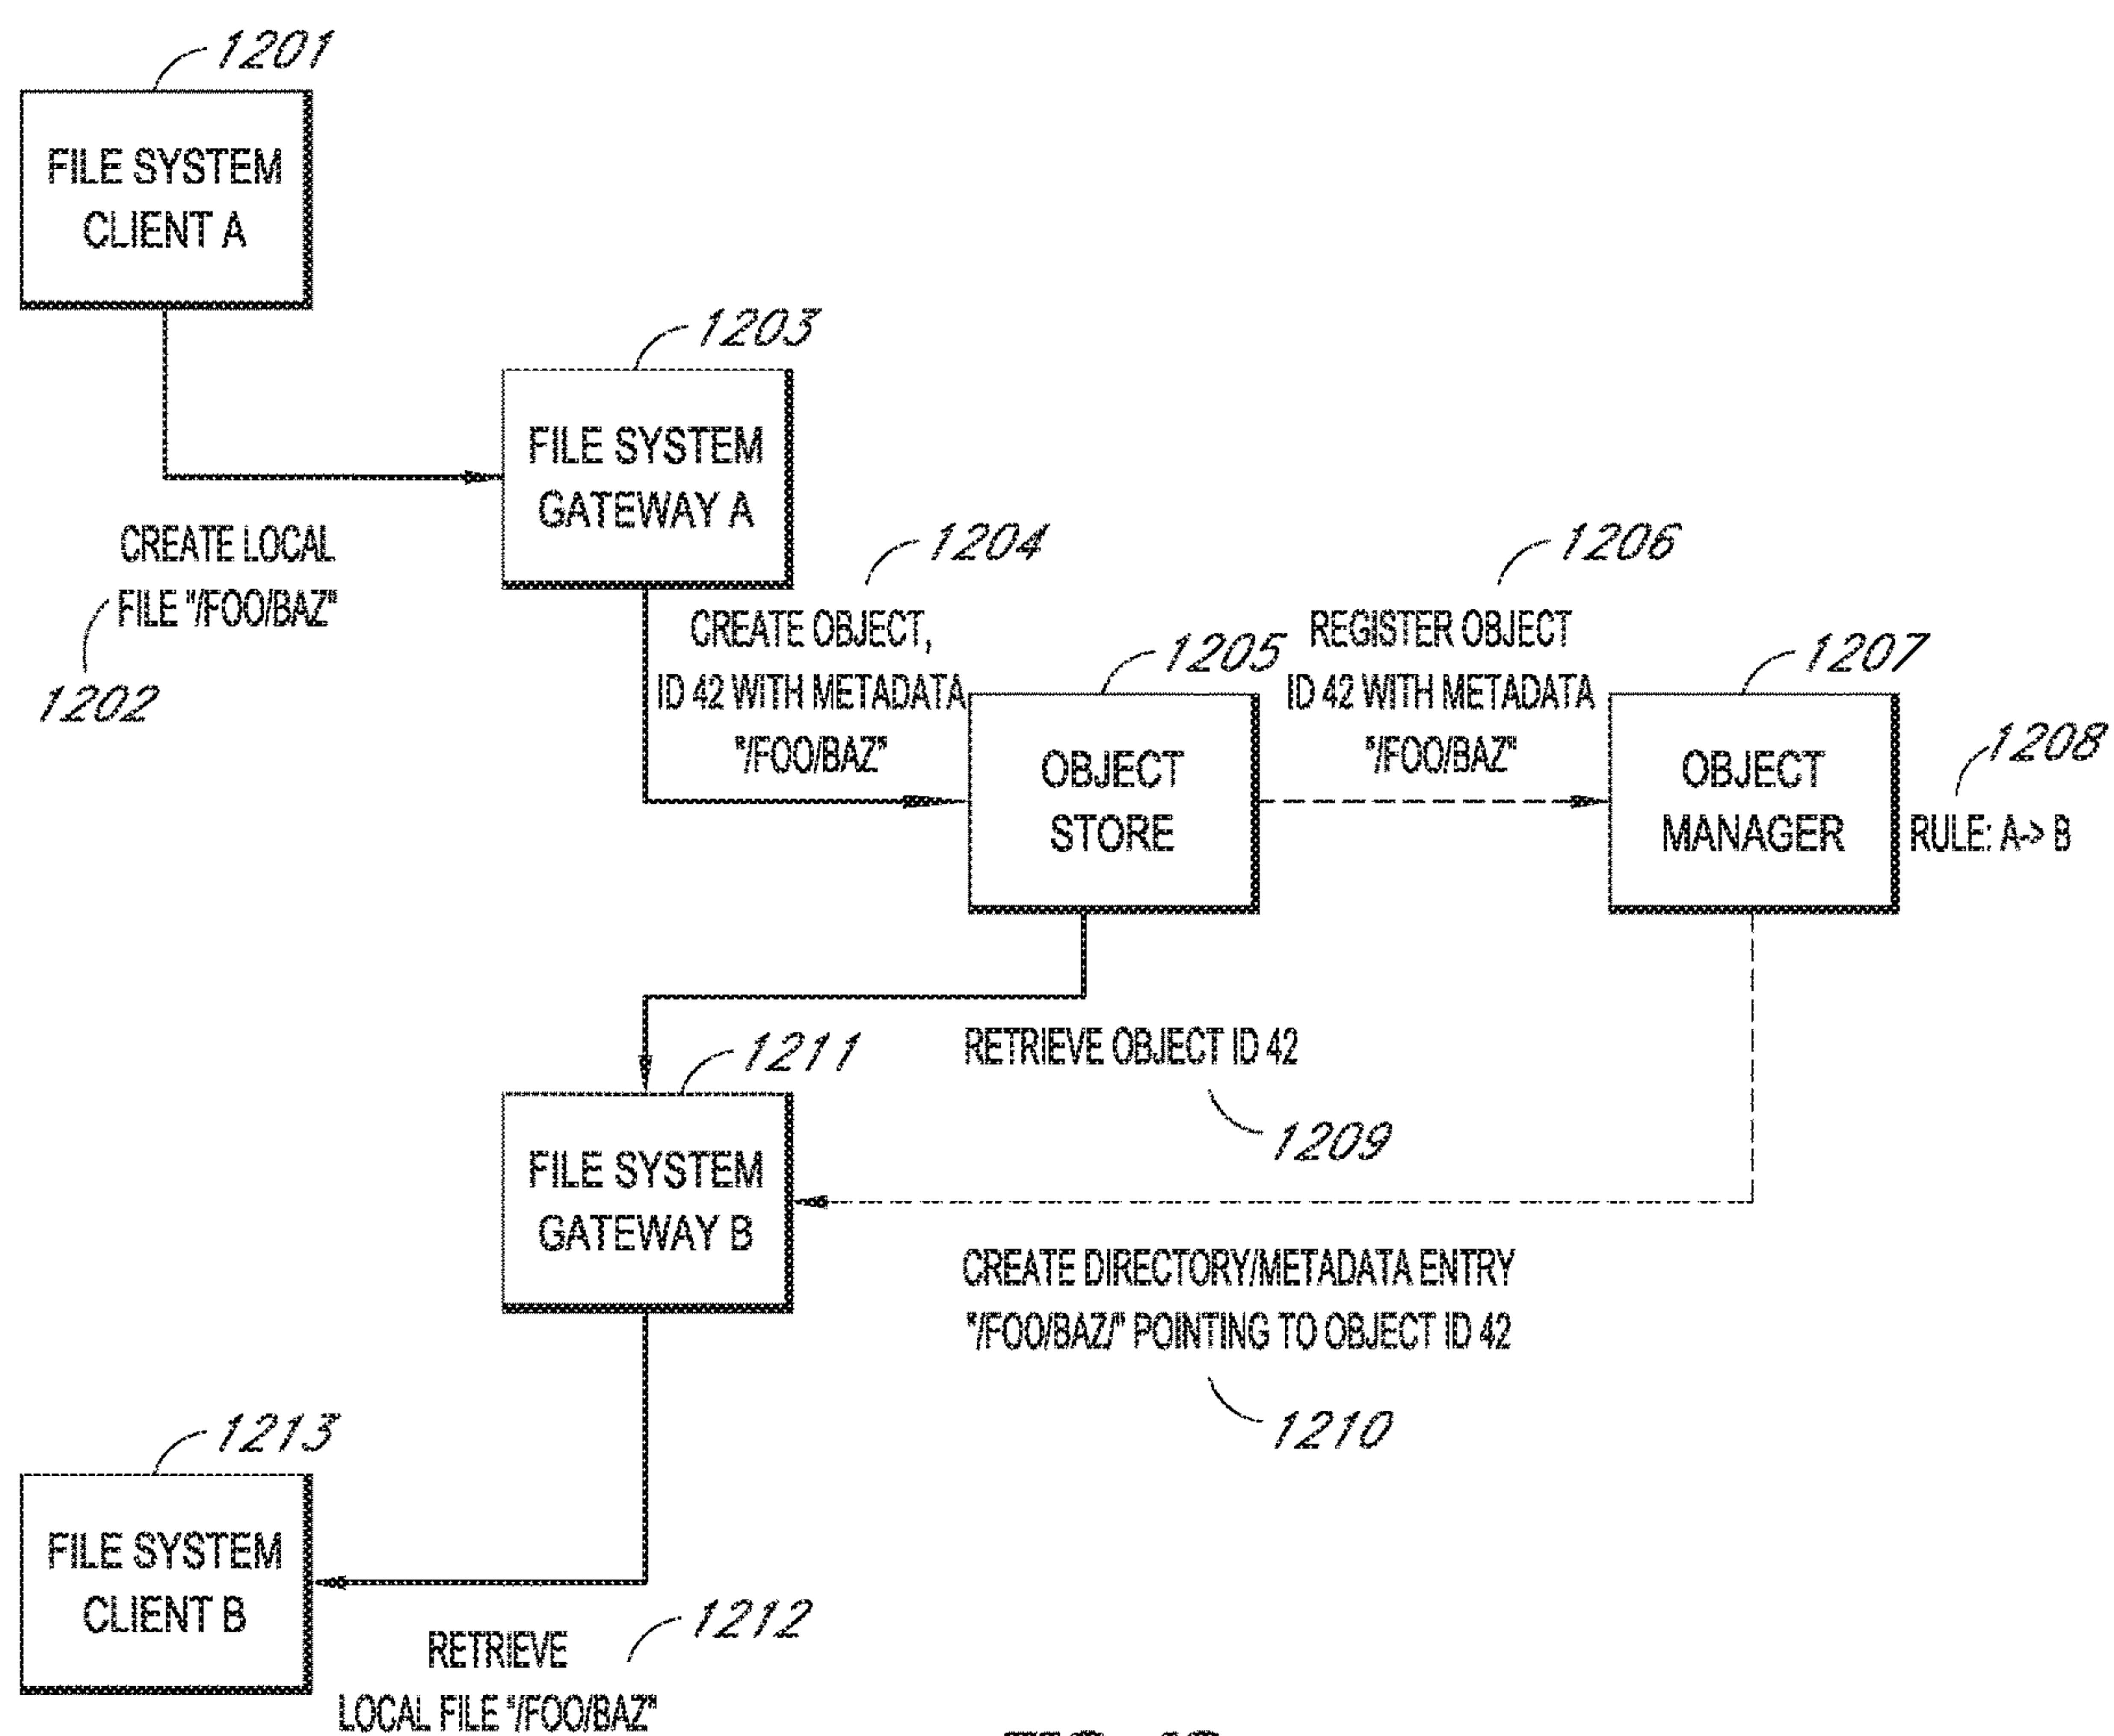 1201
FILE SYSTEM
CLIENT A
1203
FILE SYSTEM
GATEWAY A
CREATE LOCAL
FILE "/FOO/BAZ"
1202
1204
CREATE OBJECT,
ID 42 WITH METADATA
"/FOO/BAZ"
1205
OBJECT
STORE
1206
REGISTER OBJECT
ID 42 WITH METADATA
"/FOO/BAZ"
1207
OBJECT
MANAGER
1208
RULE: A-> B
RETRIEVE OBJECT ID 42
1209
1211
FILE SYSTEM
GATEWAY B
CREATE DIRECTORY/METADATA ENTRY
"/FOO/BAZ/" POINTING TO OBJECT ID 42
1210
1213
FILE SYSTEM
CLIENT B
1212
RETRIEVE
LOCAL FILE "/FOO/BAZ"